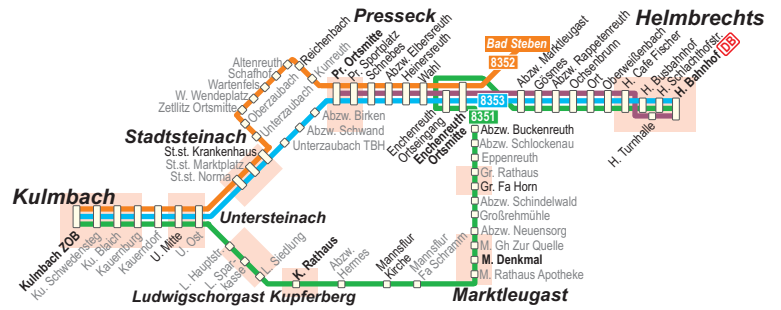 Presseck
Helmbrechts
Bad Steben
8352
8353
8351
Altenreuth
Schafhof
Wartenfels
W. Wendeplatz
Zettlitz Ortsmitte
Reichenbach
Kunreuth
Oberzaubach
Unterzaubach
Pr. Ortsmitte
Pr. Sportplatz
Schnebes
Abzw. Elbersreuth
Heinersreuth
Wahl
Abzw. Marktleugast
Gösmes
Abzw. Rappetenreuth
Ochsenbrunn
Ort
Oberweißenbach
H. Cafe Fischer
H. Busbahnhof
H. Schlachthofstr.
H. Bahnhof DB
H. Turnhalle
Abzw. Birken
Abzw. Schwand
Unterzaubach TBH
Enchenreuth
Ortseingang
Enchenreuth
Ortsmitte
Stadtsteinach
St.st. Krankenhaus
St.st. Marktplatz
St.st. Norma
Abzw. Buckenreuth
Abzw. Schlockenau
Eppenreuth
Gr. Rathaus
Gr. Fa Horn
Abzw. Schindelwald
Großrehmühle
Abzw. Neuensorg
M. Gh Zur Quelle
M. Denkmal
M. Rathaus Apotheke
Kulmbach
Untersteinach
Kulmbach ZOB
Ku. Schwedensteg
Ku. Blaich
Kauernburg
Kauerndorf
U. Mitte
U. Ost
L. Hauptstr.
L. Spar-
kasse
L. Siedlung
K. Rathaus
Abzw.
Hermes
Mannsflur
Kirche
Mannsflur
Fa Schramm
Ludwigschorgast
Kupferberg
Marktleugast